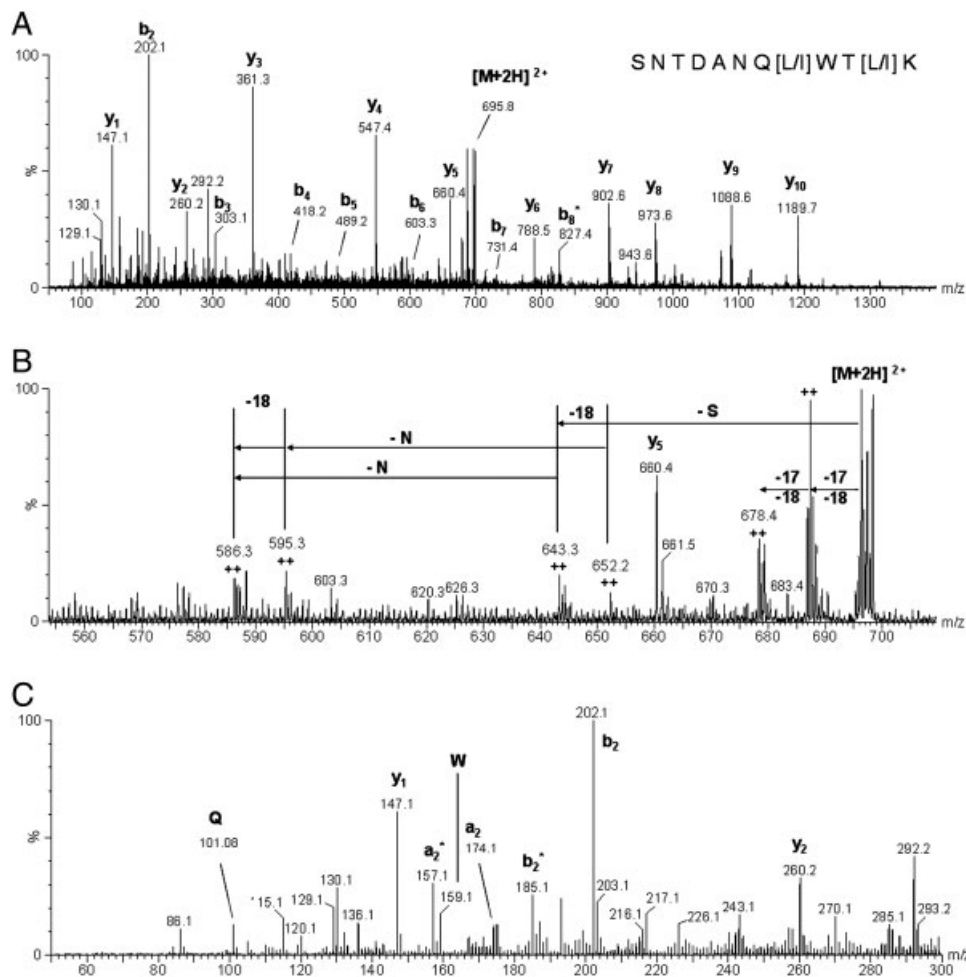 A
S N T D A N Q [L/I] W T [L/I] K
b2
202.1
y3
361.3
[M+2H] 2+
695.8
y1
147.1
y4
547.4
y2
260.2
292.2
b3
303.1
b4
418.2
b5
489.2
b6
603.3
y5
660.4
b7
731.4
y6
788.5
b8*
827.4
y7
902.6
943.6
y8
973.6
y9
1088.6
y10
1189.7
130.1
129.1
100
%
0
100 200 300 400 500 600 700 800 900 1000 1100 1200 1300 m/z
B
[M+2H] 2+
-18
- N
- N
-18
- S
++
y5
660.4
-17
-18
-17
-18
678.4
++
586.3
++
595.3
++
603.3
620.3
626.3
643.3
++
652.2
++
661.5
670.3
683.4
100
%
0
560 570 580 590 600 610 620 630 640 650 660 670 680 690 700 m/z
C
202.1
b2
W
y1
147.1
Q
101.08
a2*
157.1
a2
174.1
159.1
b2*
185.1
y2
260.2
292.2
86.1
115.1
120.1
129.1
130.1
136.1
203.1
216.1
217.1
226.1
243.1
270.1
285.1
293.2
100
%
0
60 80 100 120 140 160 180 200 220 240 260 280 300 m/z